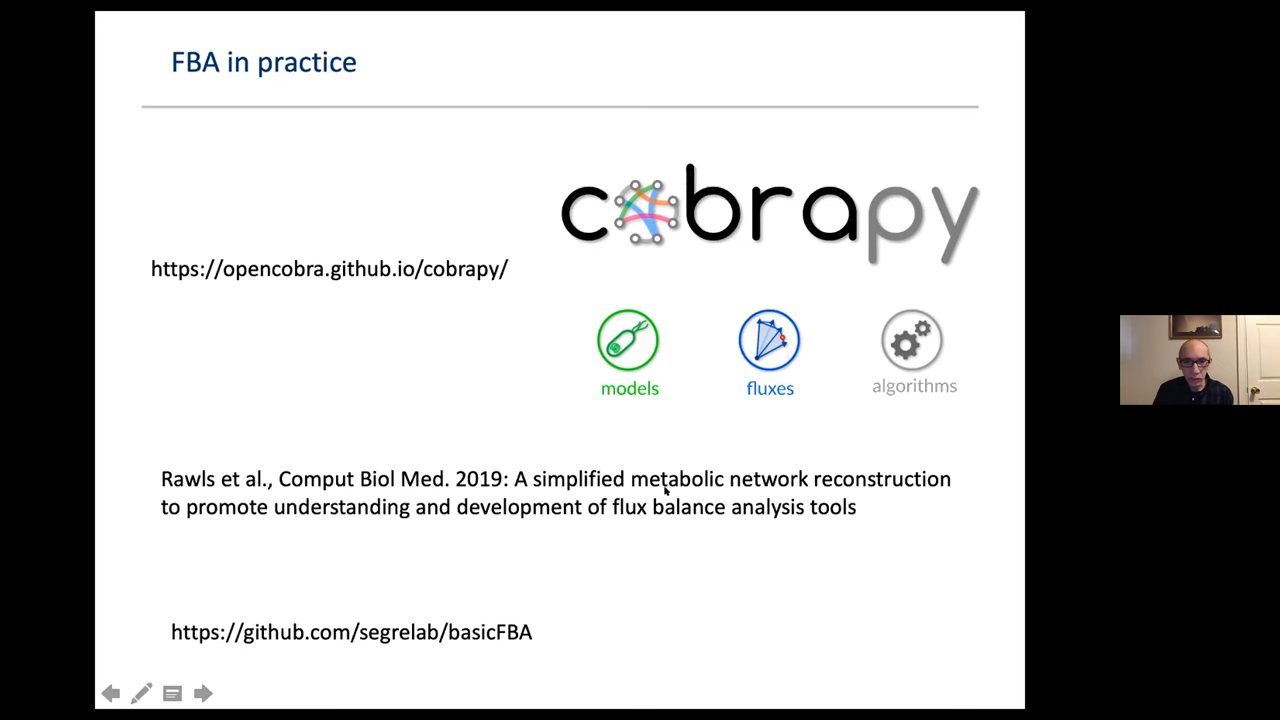 FBA in practice
cobrapy
https://opencobra.github.io/cobrapy/
models fluxes algorithms
Rawls et al., Comput Biol Med. 2019: A simplified metabolic network reconstruction
to promote understanding and development of flux balance analysis tools
https://github.com/segrelab/basicFBA